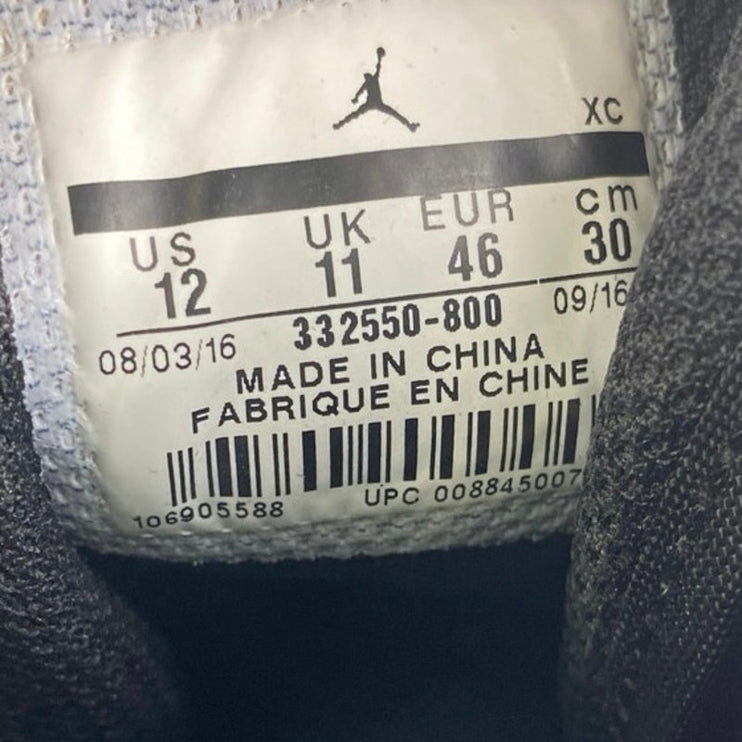 XC
US UK EUR cm
12 11 46 30
08/03/16 332550-800 09/16
MADE IN CHINA
FABRIQUE EN CHINE
106905588 UPC 008845007